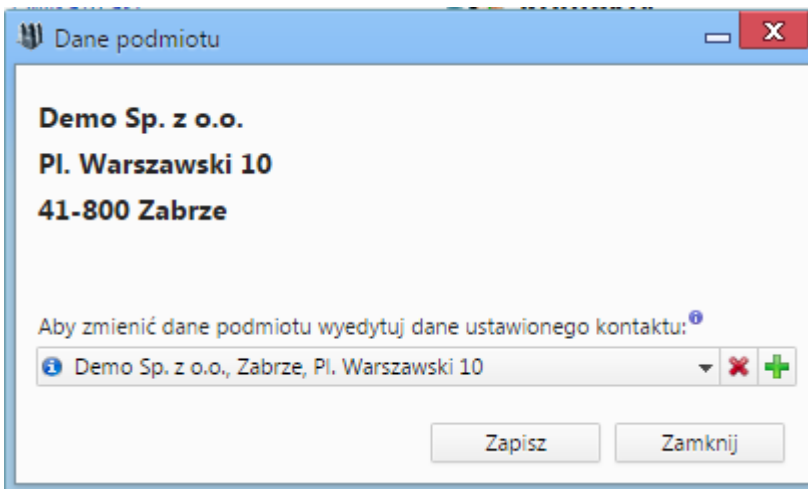 Dane podmiotu
Demo Sp. z o.o.
Pl. Warszawski 10
41-800 Zabrze
Aby zmienić dane podmiotu wyedytuj dane ustawionego kontaktu:
Demo Sp. z o.o., Zabrze, Pl. Warszawski 10
Zapisz
Zamknij